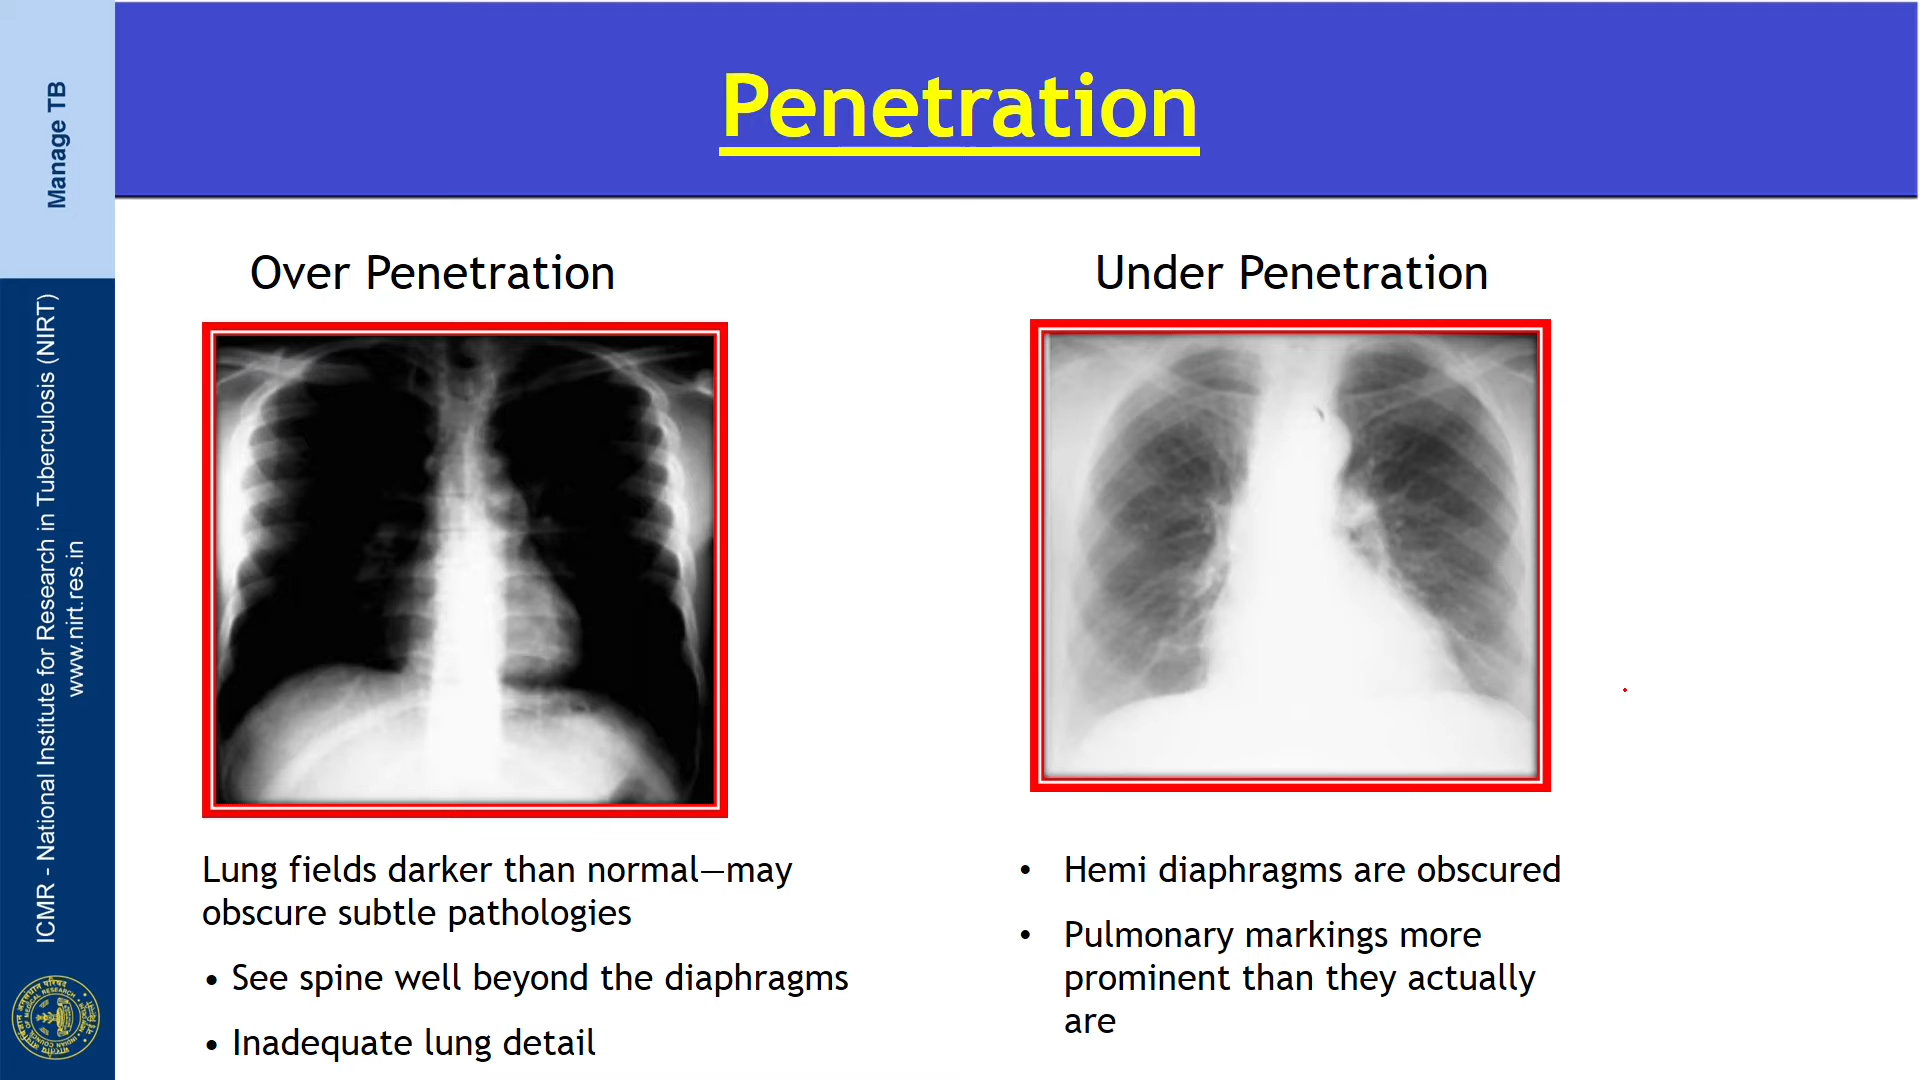 Manage TB
ICMR - National Institute for Research in Tuberculosis (NIRT)
www.nirt.res.in
Penetration
Over Penetration
Lung fields darker than normal—may
obscure subtle pathologies
• See spine well beyond the diaphragms
• Inadequate lung detail
Under Penetration
• Hemi diaphragms are obscured
• Pulmonary markings more
prominent than they actually
are